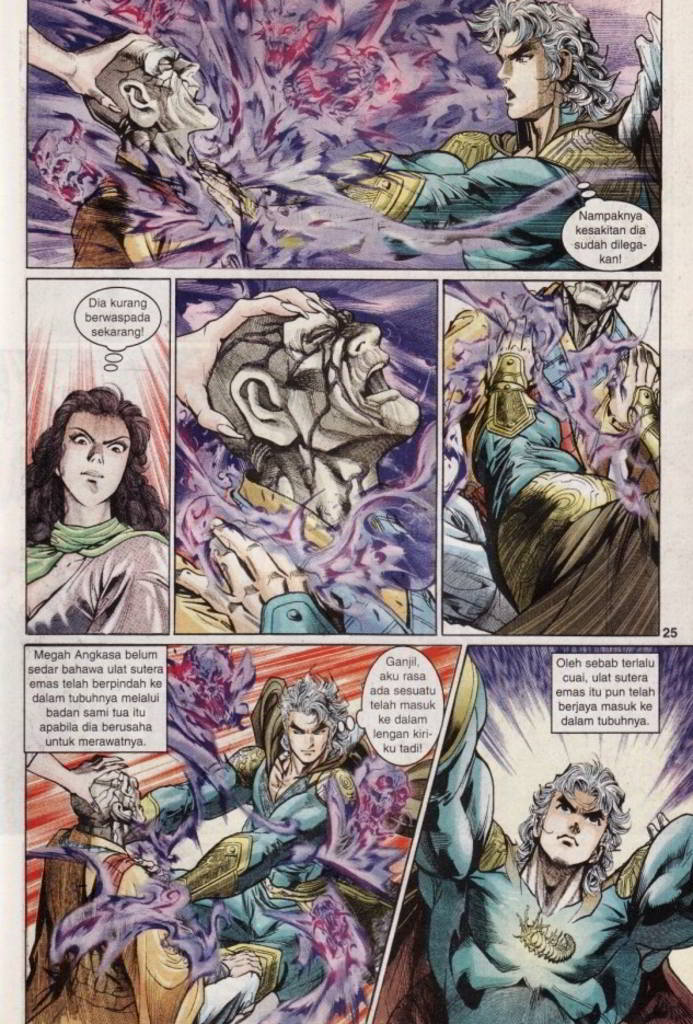 Nampaknya
kesakitan dia
sudah dilega-
kan!
Dia kurang
berwaspada
sekarang!
25
Megah Angkasa belum
sedar bahawa ulat sutera
emas telah berpindah ke
dalam tubuhnya melalui
badan sami tua itu
apabila dia berusaha
untuk merawatnya.
Ganjil,
aku rasa
ada sesuatu
telah masuk
ke dalam
lengan kiri-
ku tadi!
Oleh sebab terlalu
cuai, ulat sutera
emas itu pun telah
berjaya masuk ke
dalam tubuhnya.